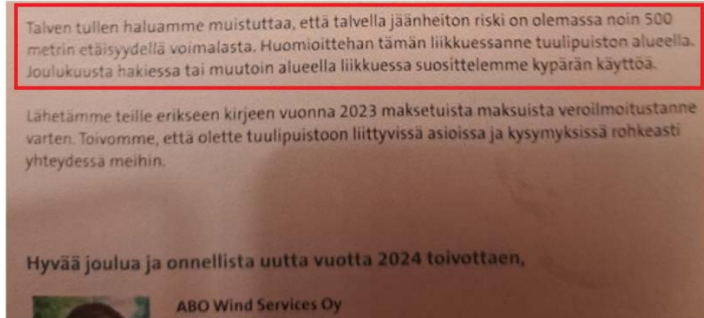 Talven tullen haluamme muistuttaa, että talvella jäänheiton riski on olemassa noin 500
metrin etäisyydellä voimalasta. Huomioittehan tämän liikkuessanne tuulipuiston alueella.
Joulukuusta hakiessa tai muutoin alueella liikkuessa suosittelemme kypärän käyttöä.
Lähetämme teille erikseen kirjeen vuonna 2023 maksetuista maksuista veroilmoitustanne
varten. Toivomme, että olette tuulipuistoon liittyvissä asioissa ja kysymyksissä rohkeasti
yhteydessä meihin.
Hyvää joulua ja onnellista uutta vuotta 2024 toivottaen,
ABO Wind Services Oy